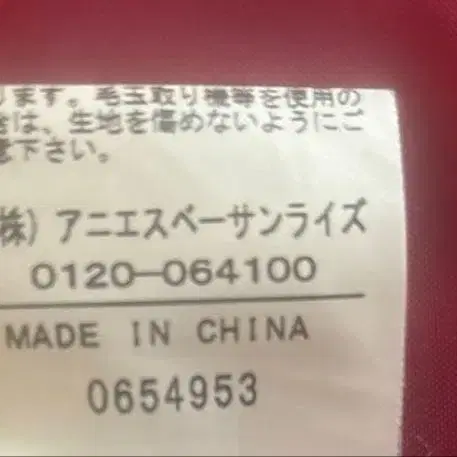 ります。毛玉取り機等を使用の
合は、生地を傷めないようにご
意下さい。
株) アニエスベーサンライズ
0120-064100
MADE IN CHINA
0654953